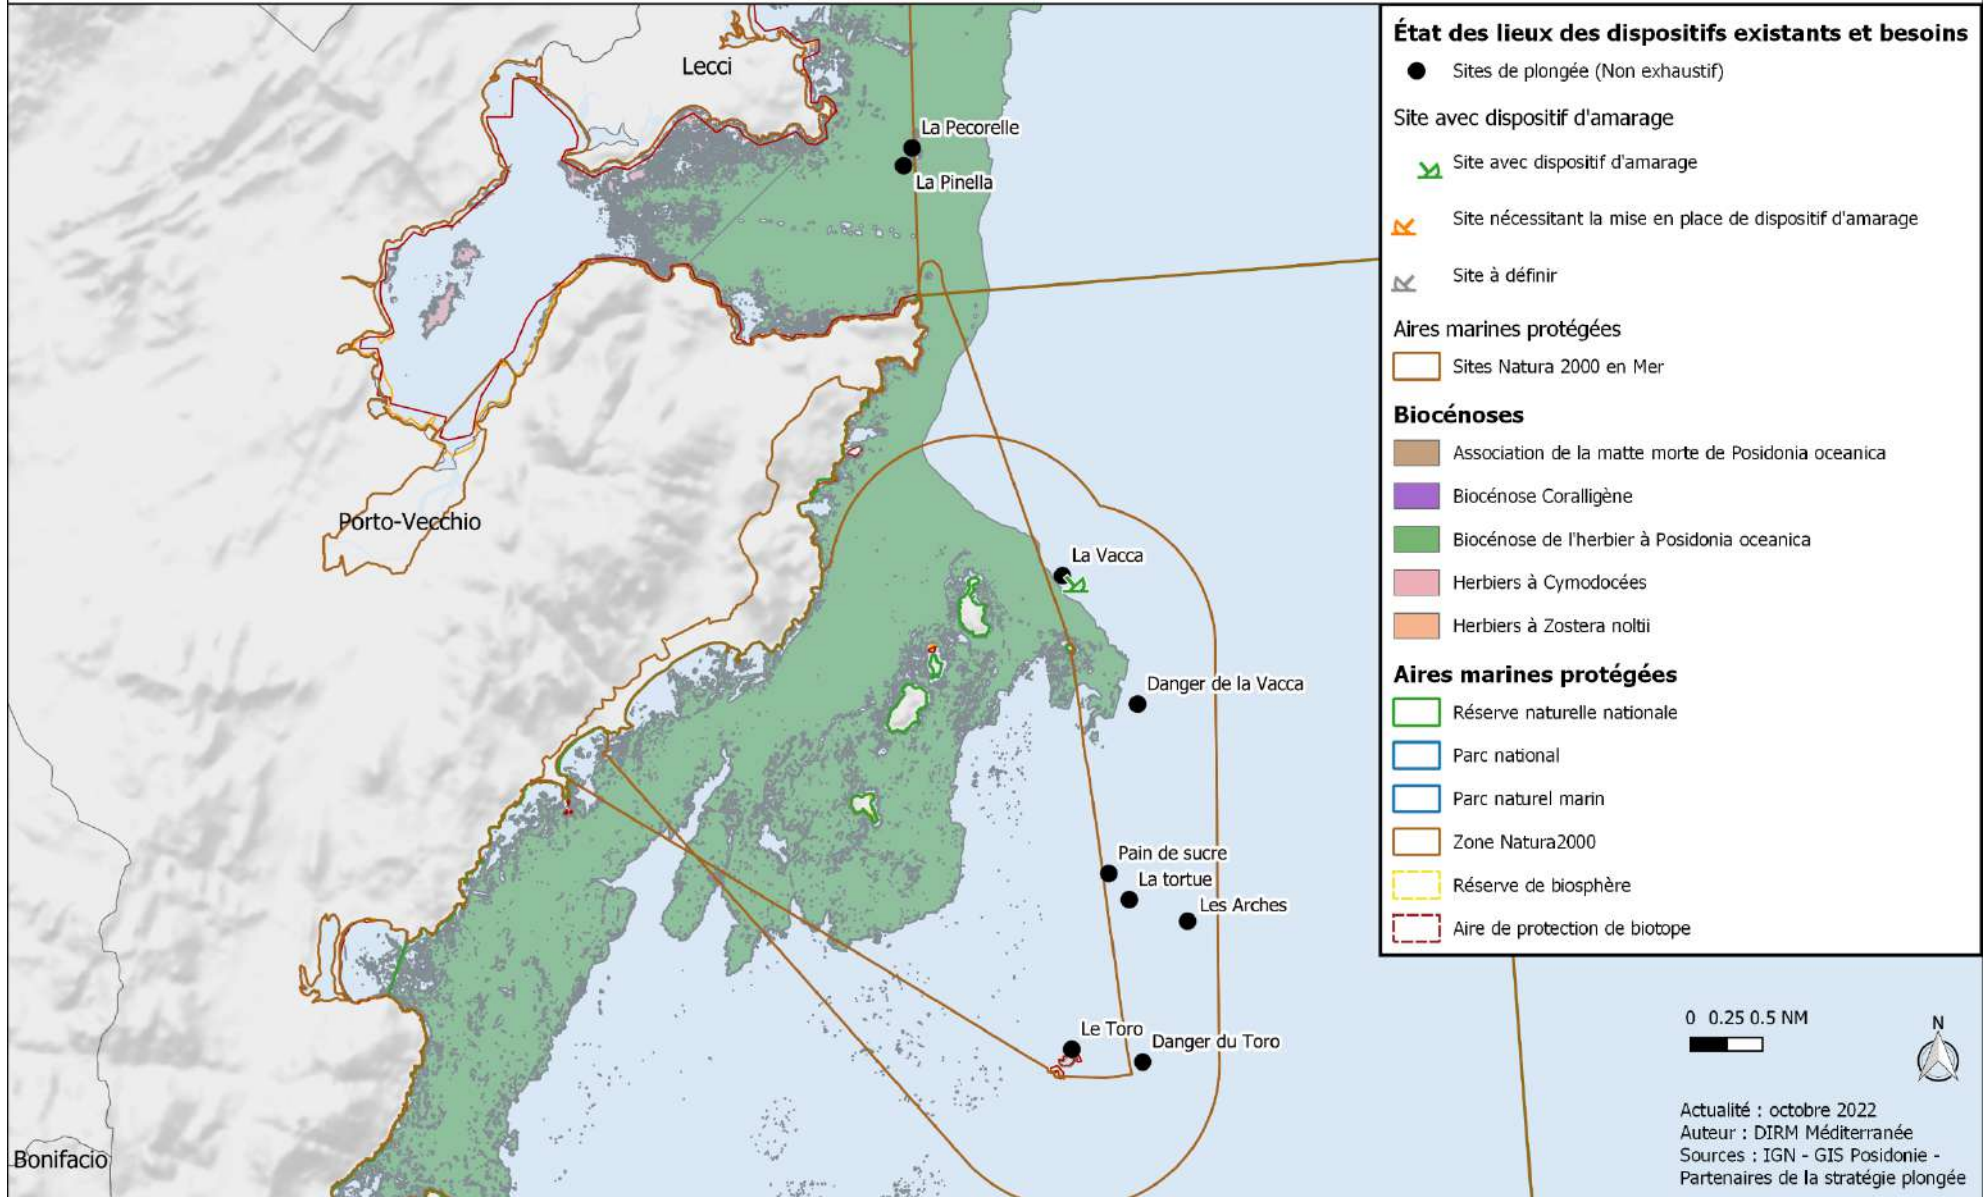 Lecci
La Pecorelle
La Pinella
Porto-Vecchio
La Vacca
Danger de la Vacca
Pain de sucre
La tortue
Les Arches
Le Toro
Danger du Toro
Bonifacio
État des lieux des dispositifs existants et besoins
Sites de plongée (Non exhaustif)
Site avec dispositif d'amarage
Site avec dispositif d'amarage
Site nécessitant la mise en place de dispositif d'amarage
Site à définir
Aires marines protégées
Sites Natura 2000 en Mer
Biocénoses
Association de la matte morte de Posidonia oceanica
Biocénose Coralligène
Biocénose de l'herbier à Posidonia oceanica
Herbiers à Cymodocées
Herbiers à Zostera noltii
Aires marines protégées
Réserve naturelle nationale
Parc national
Parc naturel marin
Zone Natura2000
Réserve de biosphère
Aire de protection de biotope
0 0.25 0.5 NM
N
Actualité : octobre 2022
Auteur : DIRM Méditerranée
Sources : IGN - GIS Posidonie -
Partenaires de la stratégie plongée